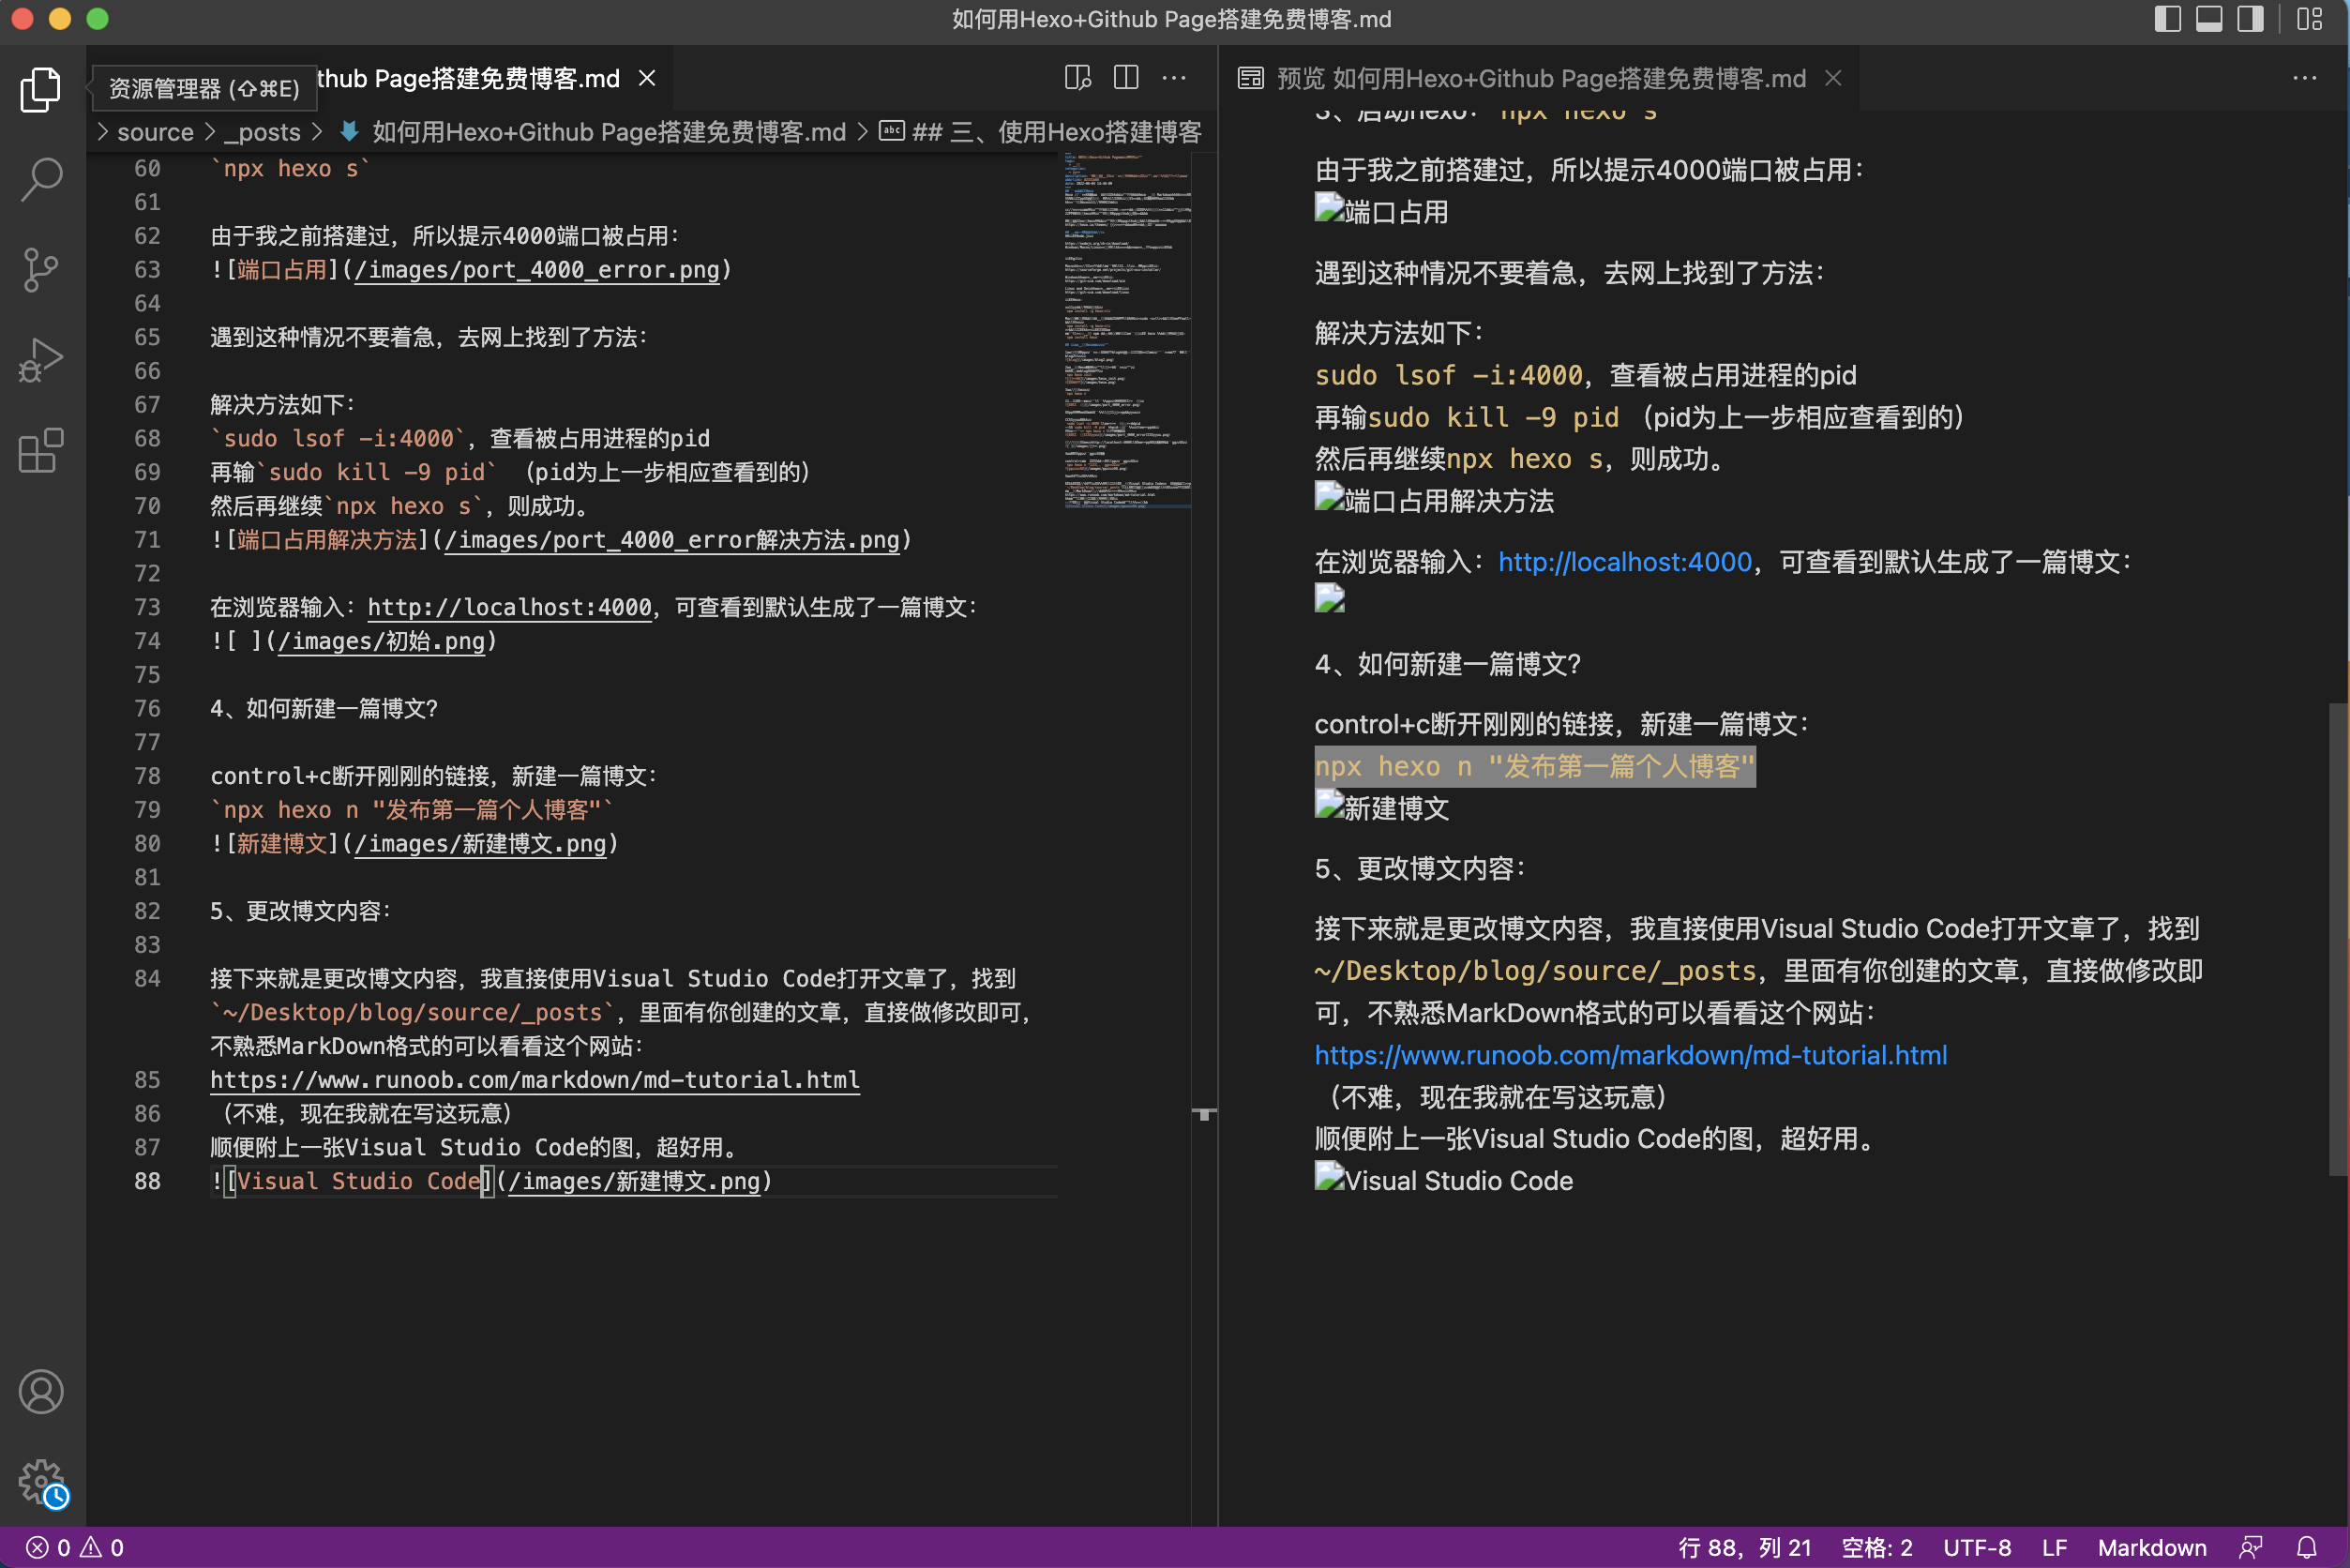 如何用Hexo+Github Page搭建免费博客.md
资源管理器 (⇧⌘E)
thub Page搭建免费博客.md
source
_posts
如何用Hexo+Github Page搭建免费博客.md
## 三、使用Hexo搭建博客
60 `npx hexo s`
61
62 由于我之前搭建过，所以提示4000端口被占用：
63 ![端口占用](/images/port_4000_error.png)
64
65 遇到这种情况不要着急，去网上找到了方法：
66
67 解决方法如下：
68 `sudo lsof -i:4000`，查看被占用进程的pid
69 再输`sudo kill -9 pid` （pid为上一步相应查看到的）
70 然后再继续`npx hexo s`，则成功。
71 ![端口占用解决方法](/images/port_4000_error解决方法.png)
72
73 在浏览器输入：http://localhost:4000，可查看到默认生成了一篇博文：
74 ![ ](/images/初始.png)
75
76 4、如何新建一篇博文？
77
78 control+c断开刚刚的链接，新建一篇博文：
79 `npx hexo n "发布第一篇个人博客"`
80 ![新建博文](/images/新建博文.png)
81
82 5、更改博文内容：
83
84 接下来就是更改博文内容，我直接使用Visual Studio Code打开文章了，找到
`~/Desktop/blog/source/_posts`，里面有你创建的文章，直接做修改即可，
不熟悉MarkDown格式的可以看看这个网站：
85 https://www.runoob.com/markdown/md-tutorial.html
86 （不难，现在我就在写这玩意）
87 顺便附上一张Visual Studio Code的图，超好用。
88 ![Visual Studio Code](/images/新建博文.png)
预览 如何用Hexo+Github Page搭建免费博客.md
3、启动hexo：npx hexo s
由于我之前搭建过，所以提示4000端口被占用：
端口占用
遇到这种情况不要着急，去网上找到了方法：
解决方法如下：
sudo lsof -i:4000，查看被占用进程的pid
再输sudo kill -9 pid （pid为上一步相应查看到的）
然后再继续npx hexo s，则成功。
端口占用解决方法
在浏览器输入：http://localhost:4000，可查看到默认生成了一篇博文：
4、如何新建一篇博文？
control+c断开刚刚的链接，新建一篇博文：
npx hexo n "发布第一篇个人博客"
新建博文
5、更改博文内容：
接下来就是更改博文内容，我直接使用Visual Studio Code打开文章了，找到
~/Desktop/blog/source/_posts，里面有你创建的文章，直接做修改即
可，不熟悉MarkDown格式的可以看看这个网站：
https://www.runoob.com/markdown/md-tutorial.html
（不难，现在我就在写这玩意）
顺便附上一张Visual Studio Code的图，超好用。
Visual Studio Code
0 0
行 88，列 21 空格: 2 UTF-8 LF Markdown